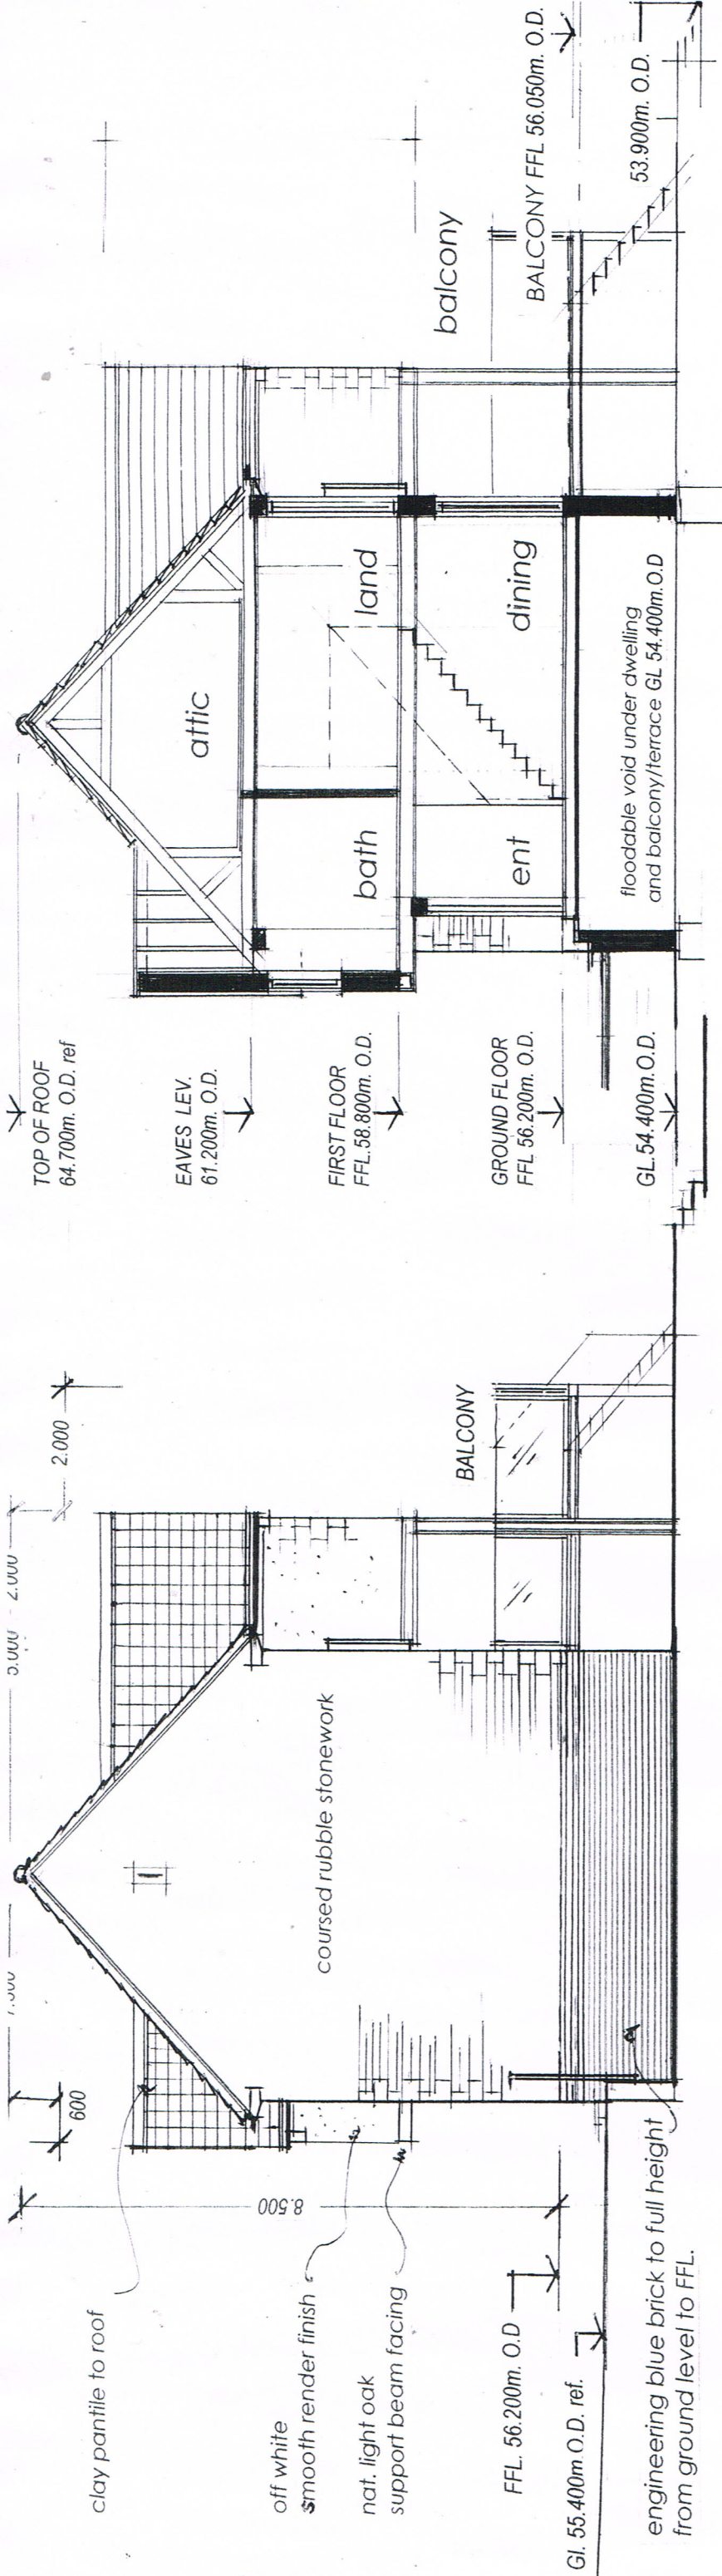 clay pantile to roof
off white
smooth render finish
nat. light oak
support beam facing
FFL. 56.200m. O.D
Gl. 55.400m O.D. ref.
engineering blue brick to full height
from ground level to FFL.
600
8.500
coursed rubble stonework
2.000
2.000
BALCONY
TOP OF ROOF
64.700m. O.D. ref
EAVES LEV.
61.200m. O.D.
FIRST FLOOR
FFL.58.800m. O.D.
GROUND FLOOR
FFL 56.200m. O.D.
GL.54.400m.O.D.
attic
bath
land
ent
dining
floodable void under dwelling
and balcony/terrace GL 54.400m.O.D
balcony
BALCONY FFL 56.050m. O.D.
53.900m. O.D.